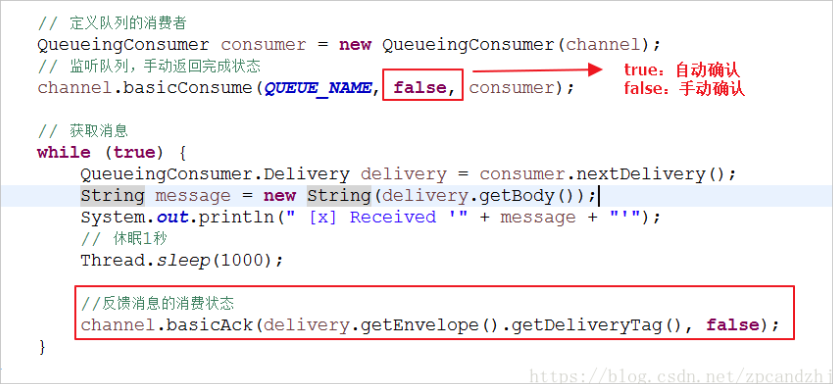 // 定义队列的消费者
QueueingConsumer consumer = new QueueingConsumer(channel);
// 监听队列，手动返回完成状态
channel.basicConsume(QUEUE_NAME, false, consumer);
true：自动确认
false：手动确认
// 获取消息
while (true) {
QueueingConsumer.Delivery delivery = consumer.nextDelivery();
String message = new String(delivery.getBody());
System.out.println(" [x] Received '" + message + "'");
// 休眠1秒
Thread.sleep(1000);
//反馈消息的消费状态
channel.basicAck(delivery.getEnvelope().getDeliveryTag(), false);
}
https://blog.csdn.net/zpcandzhj